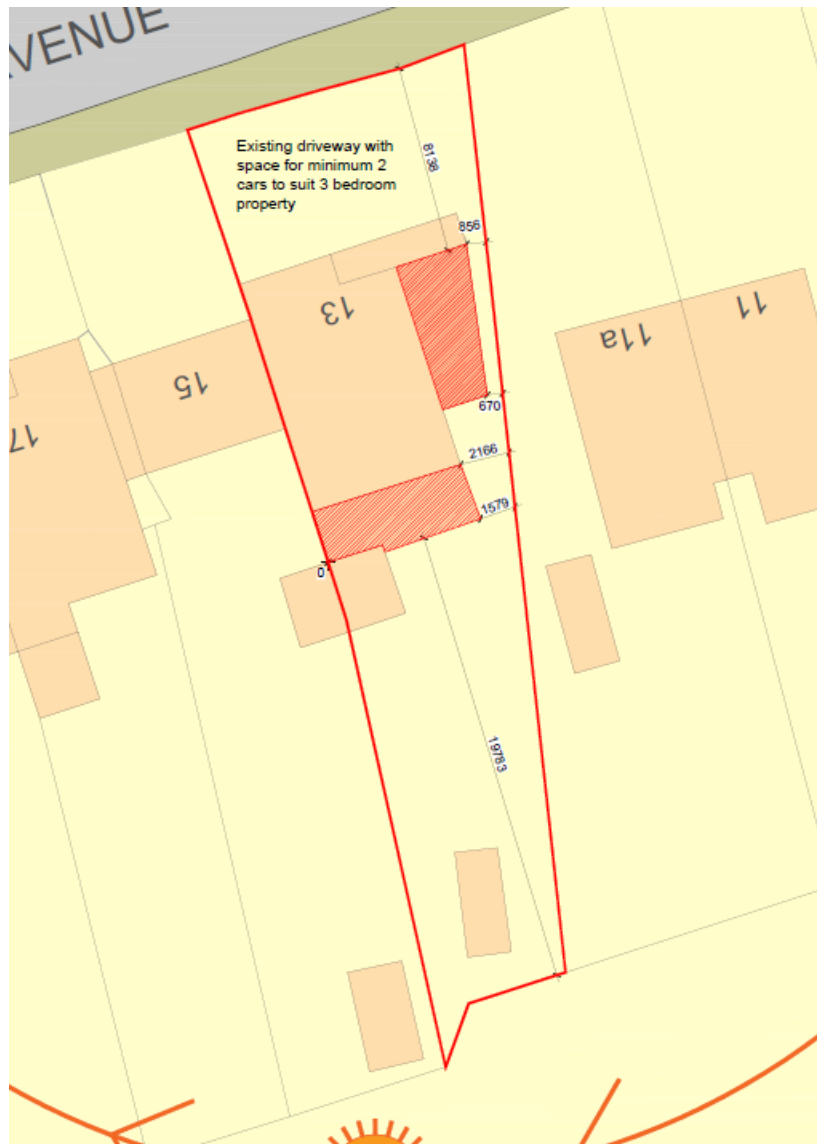 VENUE
Existing driveway with
space for minimum 2
cars to suit 3 bedroom
property
8138
856
13
11
11a
15
17
670
2166
1579
0
19783